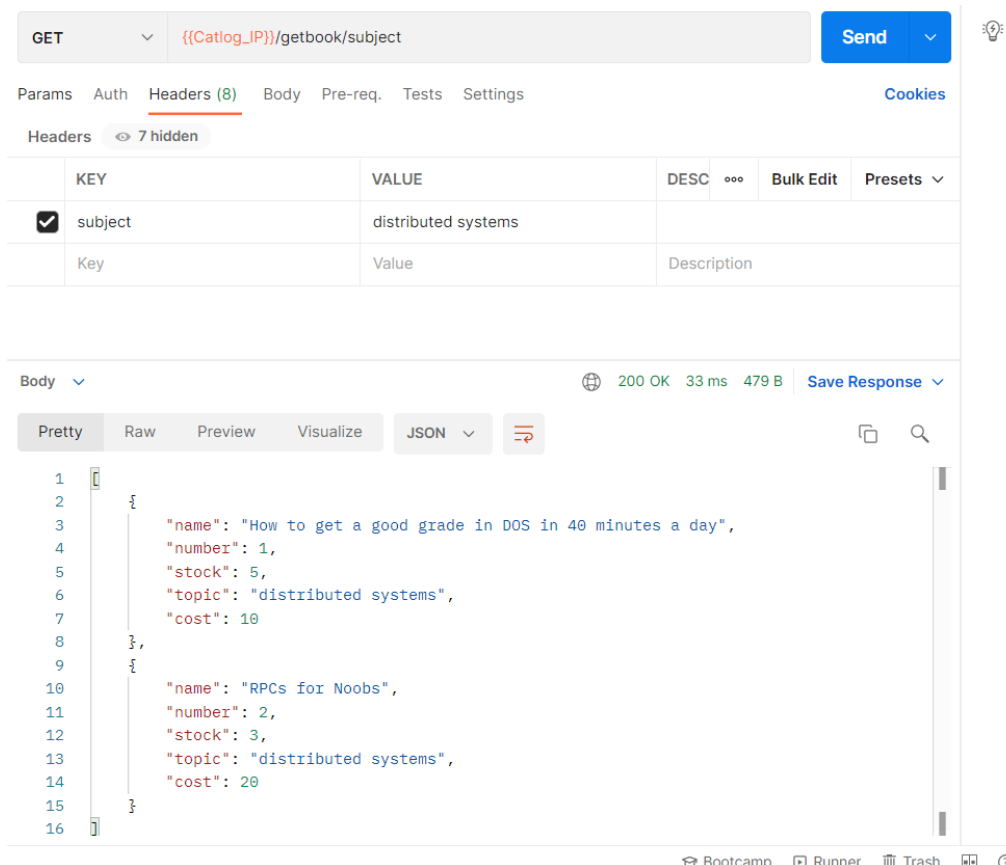 GET {{Catlog_IP}}/getbook/subject Send
Params Auth Headers (8) Body Pre-req. Tests Settings Cookies
Headers 7 hidden
KEY VALUE DESC ooo Bulk Edit Presets
subject distributed systems
Key Value Description
Body 200 OK 33 ms 479 B Save Response
Pretty Raw Preview Visualize JSON
1 [
2 {
3 "name": "How to get a good grade in DOS in 40 minutes a day",
4 "number": 1,
5 "stock": 5,
6 "topic": "distributed systems",
7 "cost": 10
8 },
9 {
10 "name": "RPCs for Noobs",
11 "number": 2,
12 "stock": 3,
13 "topic": "distributed systems",
14 "cost": 20
15 }
16 ]
Bootcamp Runner Trash